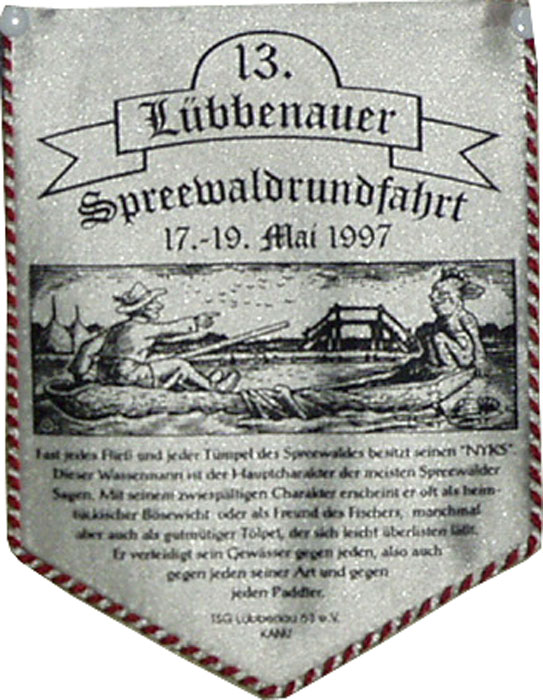 13.
Lübbenauer
Spreewaldrundfahrt
17.-19. Mai 1997
Fast jedes Fließ und jeder Tümpel des Spreewaldes besitzt seinen "NYKS"
Dieser Wassermann ist der Hauptcharakter der meisten Spreewälder
Sagen. Mit seinem zwiespältigen Charakter erscheint er oft als heim-
tückischer Bösewicht oder als Freund des Fischers, manchmal
aber auch als gutmütiger Tölpel, der sich leicht überlisten läßt.
Er verteidigt sein Gewässer gegen jeden, also auch
gegen jeden seiner Art und gegen
jeden Paddler.
TSG Lübbenau 63 e.V.
KANU